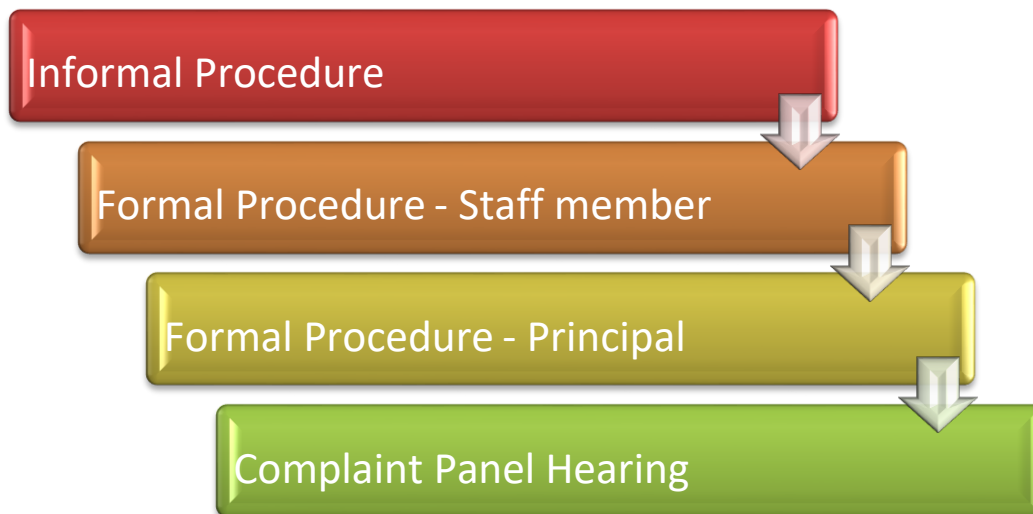 Informal Procedure
Formal Procedure - Staff member
Formal Procedure - Principal
Complaint Panel Hearing